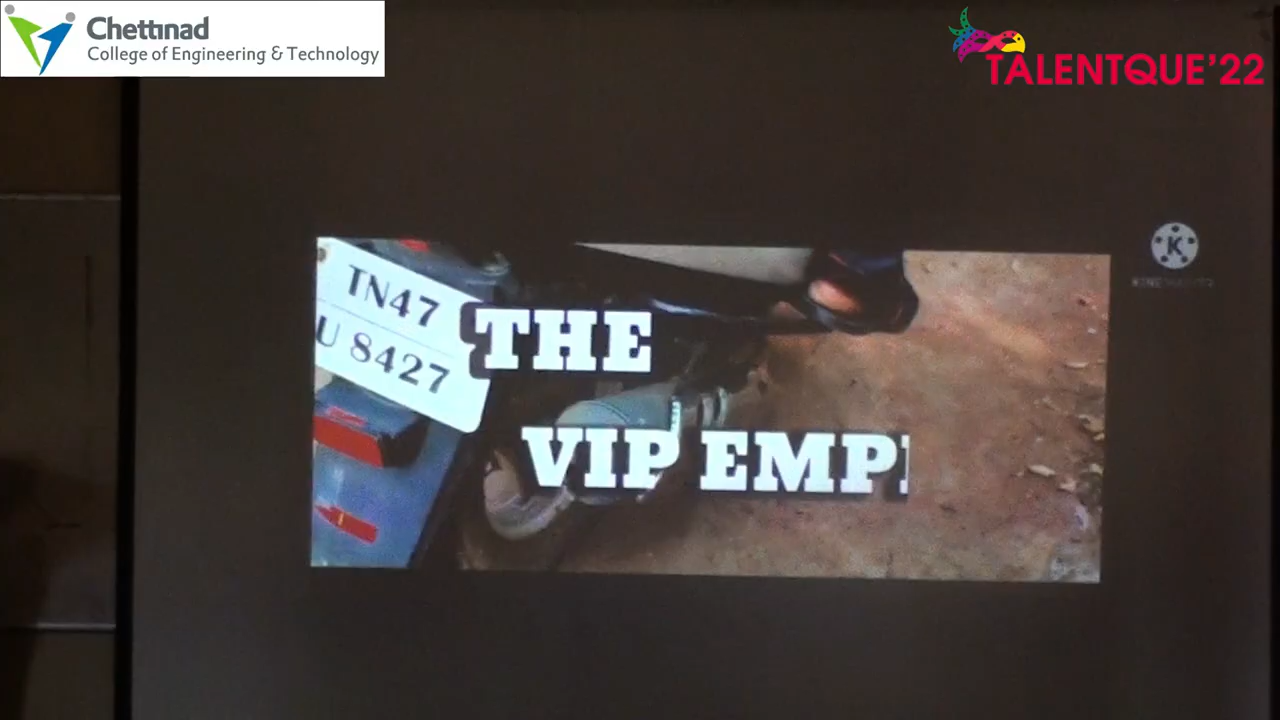 Chettinad
College of Engineering & Technology
TALENTQUE'22
TN47
U 8427
THE
VIP EMP
K